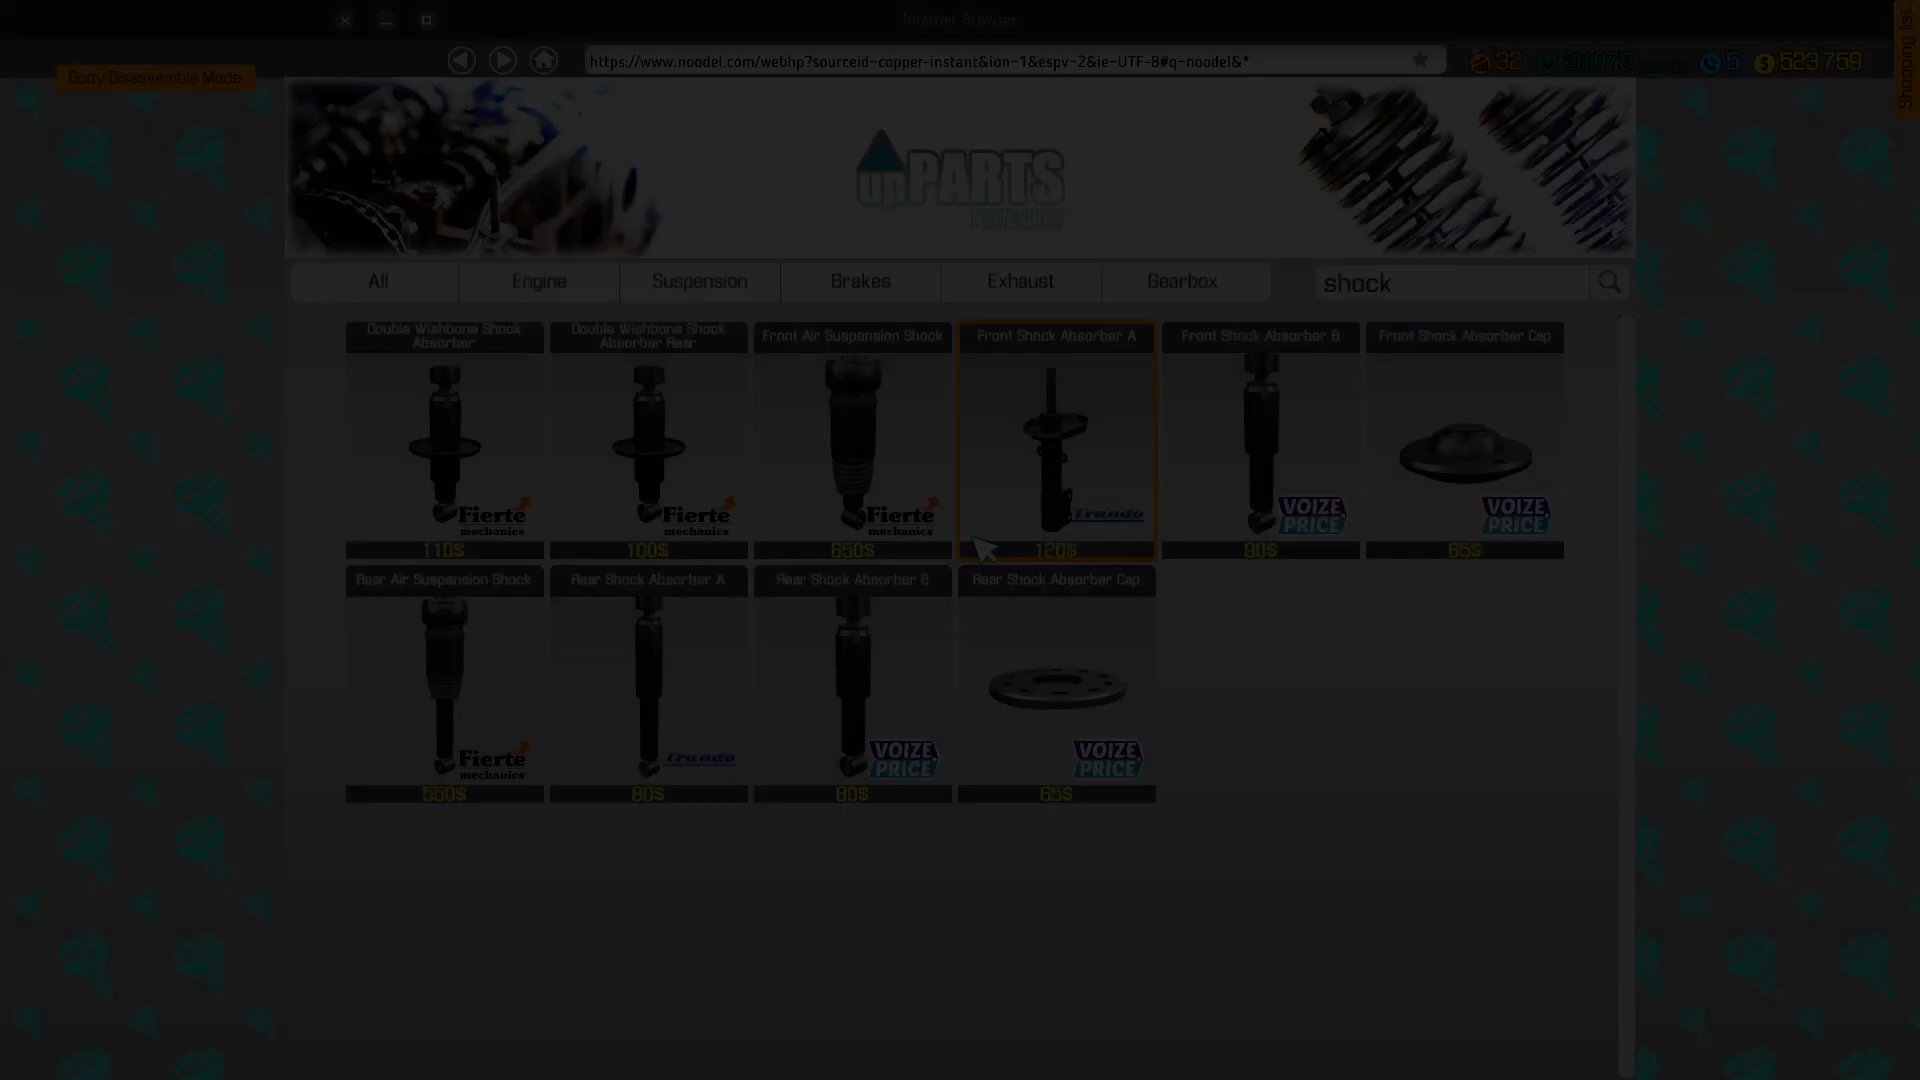 Internet Browser
Shopping list
https://www.noodel.com/webhp?sourceid-copper-instant&ion-1&espv-2&ie-UTF-8#q-noodel&*
32
5
523,759
Body Disassemble Mode
upPARTS
All
Engine
Suspension
Brakes
Exhaust
Gearbox
shock
Double Wishbone Shock
Absorber
Double Wishbone Shock
Absorber Rear
Front Air Suspension Shock
Front Shock Absorber A
Front Shock Absorber B
Front Shock Absorber Cap
Fierte
mechanics
Fierte
mechanics
Fierte
mechanics
VOIZE
PRICE
VOIZE
PRICE
110$
100$
650$
120$
90$
65$
Rear Air Suspension Shock
Rear Shock Absorber A
Rear Shock Absorber B
Rear Shock Absorber Cap
Fierte
mechanics
VOIZE
PRICE
VOIZE
PRICE
550$
80$
80$
65$